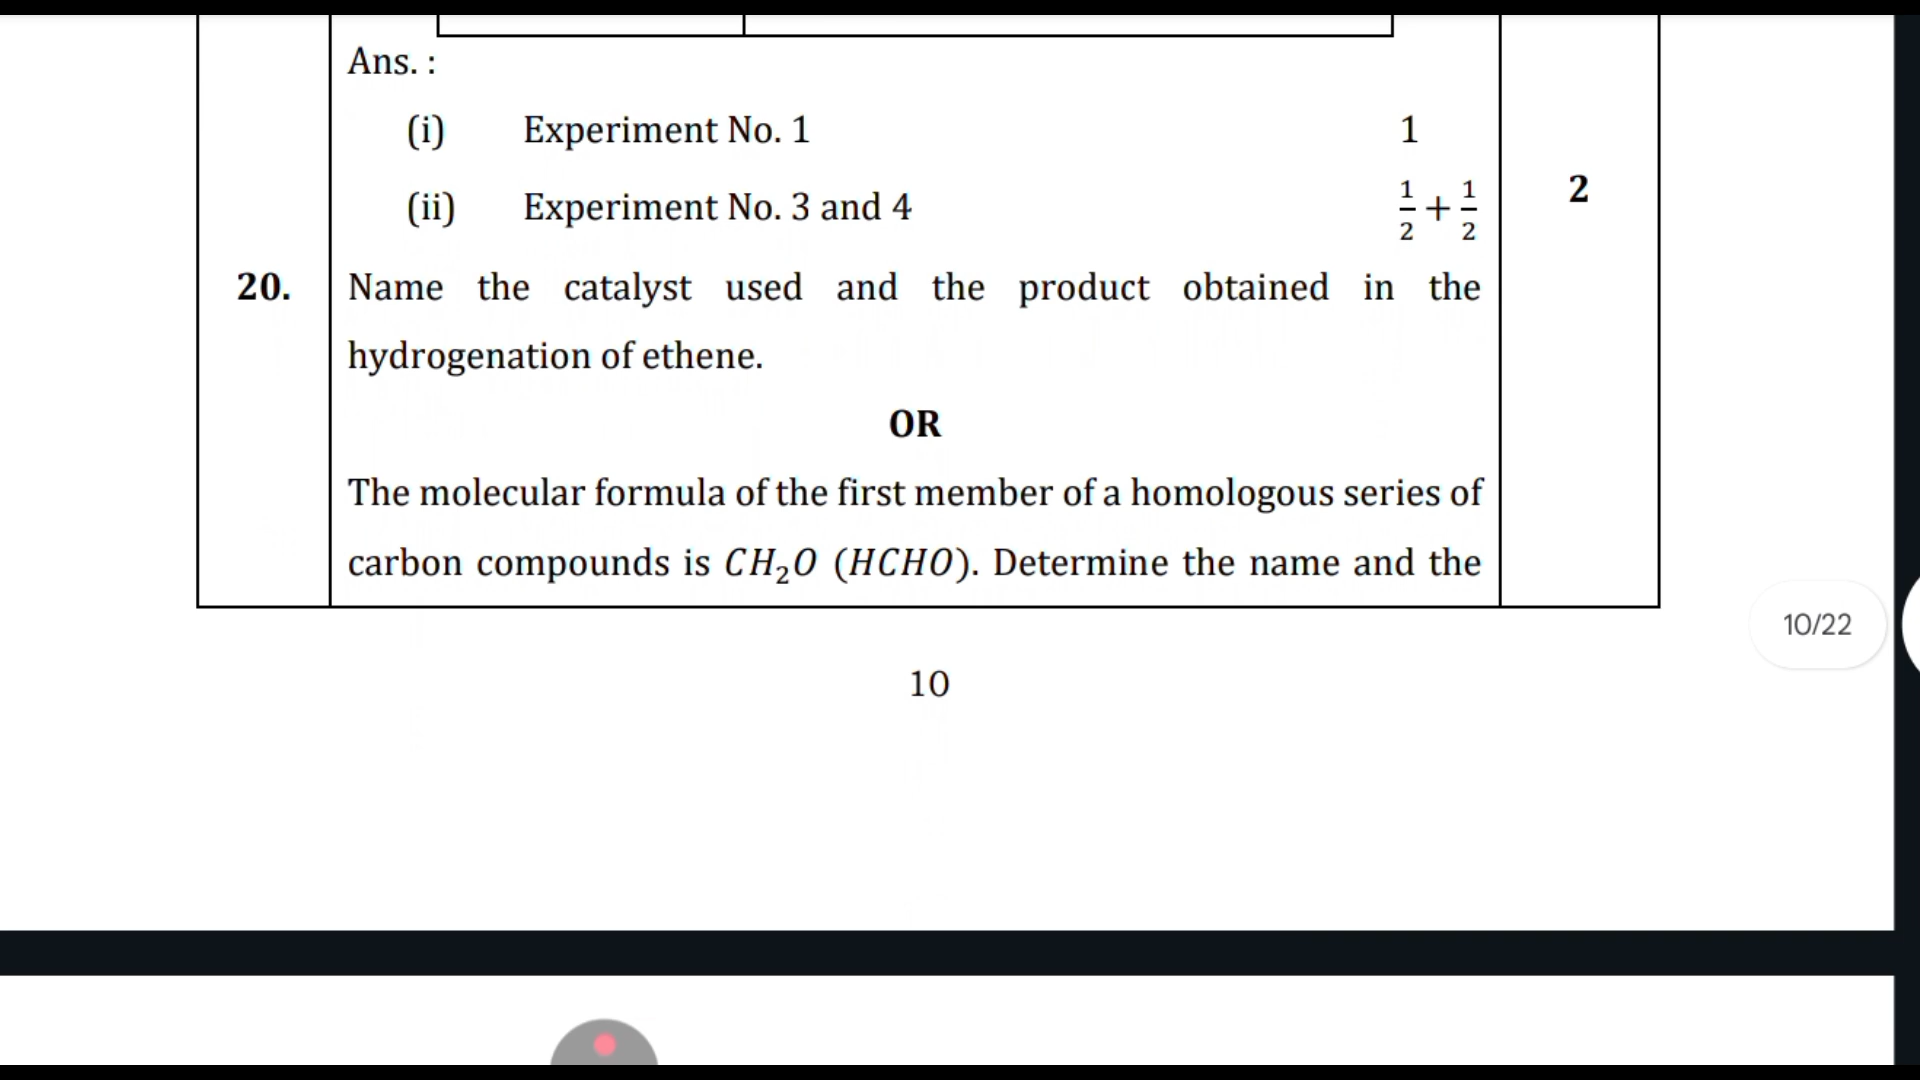 Ans. :
(i) Experiment No. 1 1
(ii) Experiment No. 3 and 4 1/2 + 1/2
2
20. Name the catalyst used and the product obtained in the
hydrogenation of ethene.
OR
The molecular formula of the first member of a homologous series of
carbon compounds is CH₂O (HCHO). Determine the name and the
10/22
10